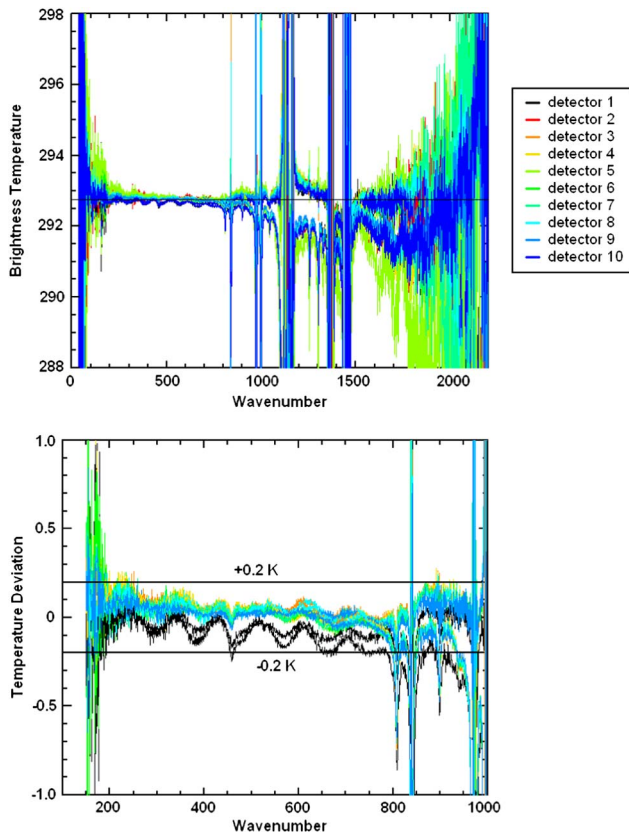 298
296
294
292
290
288
Brightness Temperature
0
500
1000
1500
2000
Wavenumber
detector 1
detector 2
detector 3
detector 4
detector 5
detector 6
detector 7
detector 8
detector 9
detector 10
1.0
0.5
0
-0.5
-1.0
Temperature Deviation
+0.2 K
-0.2 K
200
400
600
800
1000
Wavenumber